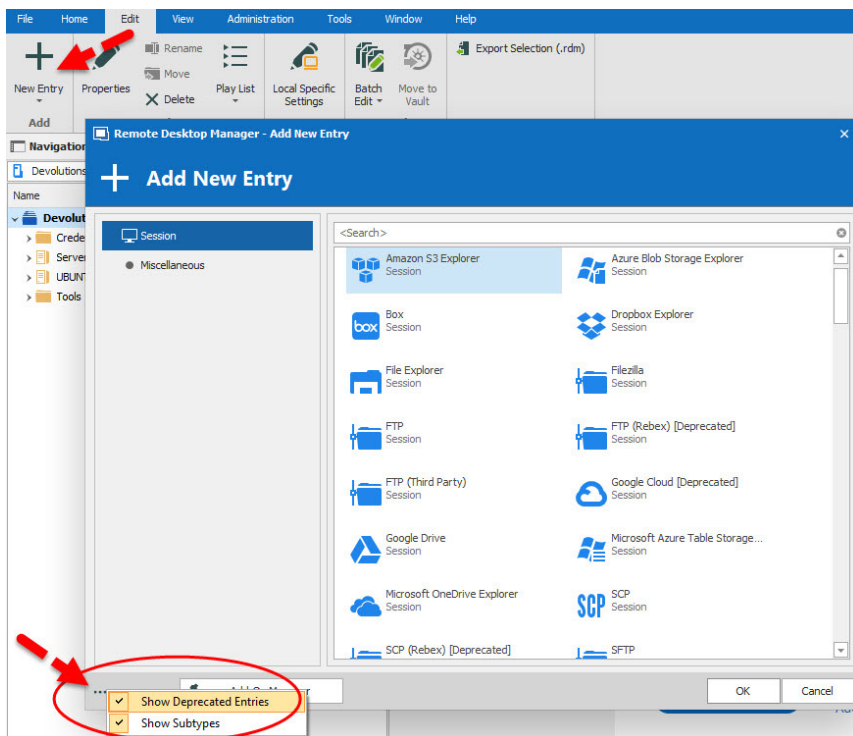 File Home Edit View Administration Tools Window Help
New Entry
Properties
Rename
Move
Delete
Play List
Local Specific
Settings
Batch
Edit
Move to
Vault
Export Selection (.rdm)
Add
Navigation
Devolutions
Name
Devolut
Crede
Server
UBUNT
Tools
Remote Desktop Manager - Add New Entry
Add New Entry
Session
Miscellaneous
<Search>
Amazon S3 Explorer
Session
Azure Blob Storage Explorer
Session
box
Box
Session
Dropbox Explorer
Session
File Explorer
Session
Filezilla
Session
FTP
Session
FTP (Rebex) [Deprecated]
Session
FTP (Third Party)
Session
Google Cloud [Deprecated]
Session
Google Drive
Session
Microsoft Azure Table Storage...
Session
Microsoft OneDrive Explorer
Session
SCP
SCP
Session
SCP (Rebex) [Deprecated]
SFTP
...
OK
Cancel
Show Deprecated Entries
Show Subtypes